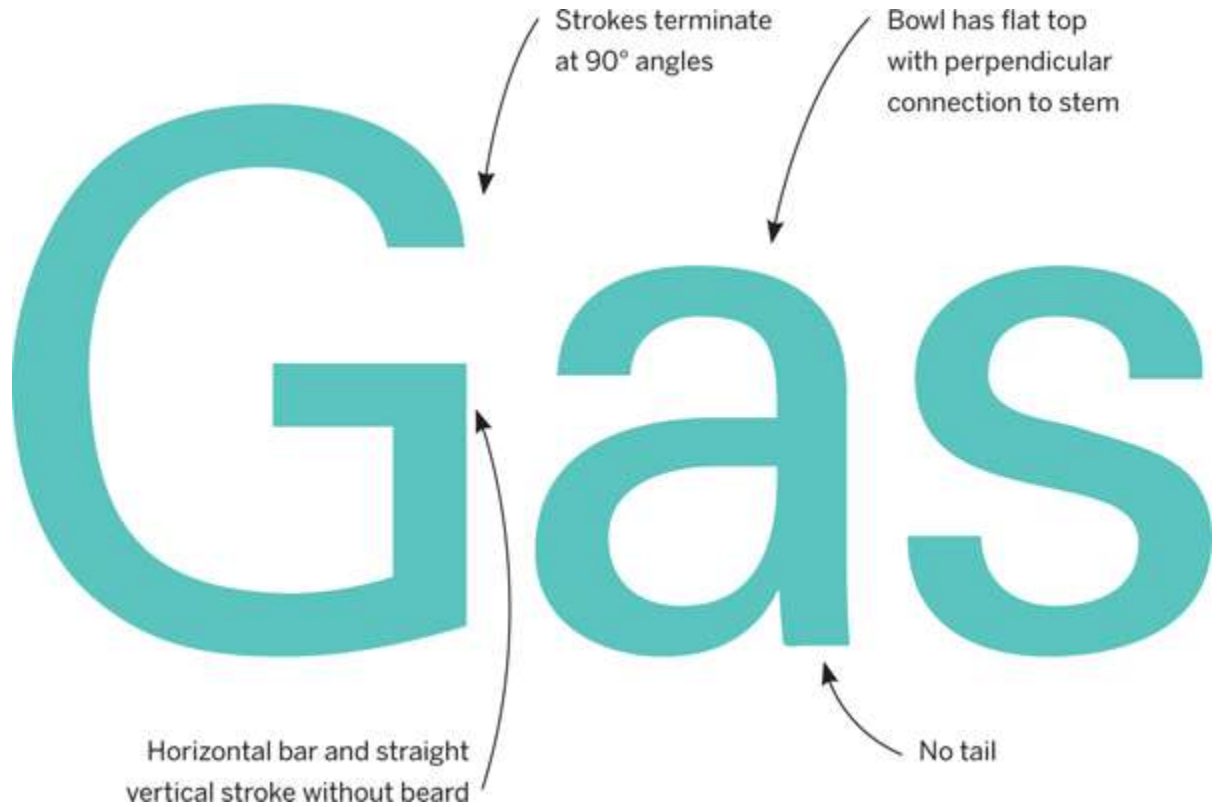 Strokes terminate
at 90° angles
Bowl has flat top
with perpendicular
connection to stem
Gas
Horizontal bar and straight
vertical stroke without beard
No tail